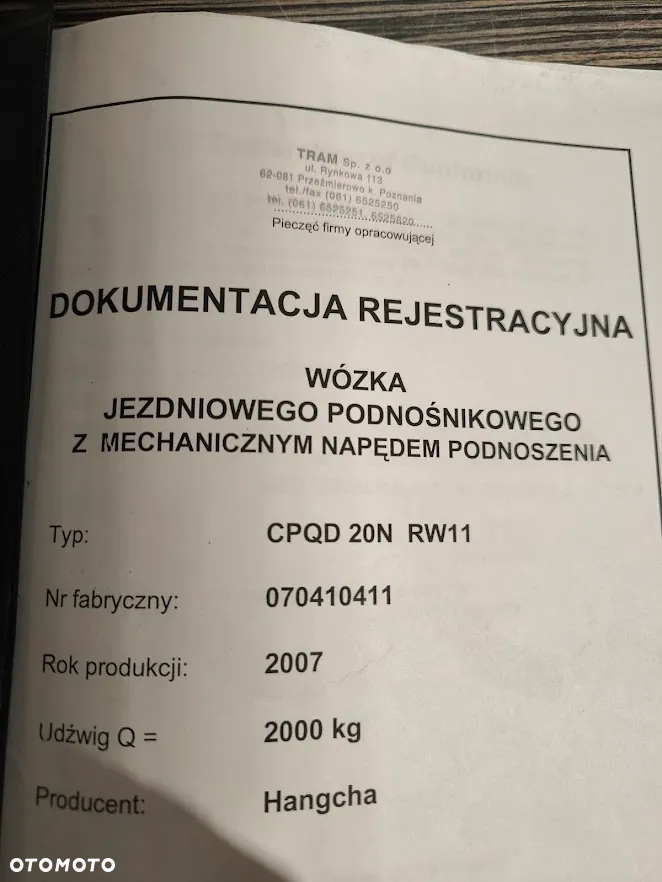 TRAM Sp. z o.o
ul. Rynkowa 113
62-081 Przeźmierowo k. Poznania
tel./fax (061) 6525250
tel. (061) 6525251, 6525820
Pieczęć firmy opracowującej
DOKUMENTACJA REJESTRACYJNA
WÓZKA
JEZDNIOWEGO PODNOŚNIKOWEGO
Z MECHANICZNYM NAPĘDEM PODNOSZENIA
Typ: CPQD 20N RW11
Nr fabryczny: 070410411
Rok produkcji: 2007
Udźwig Q = 2000 kg
Producent: Hangcha
OTOMOTO